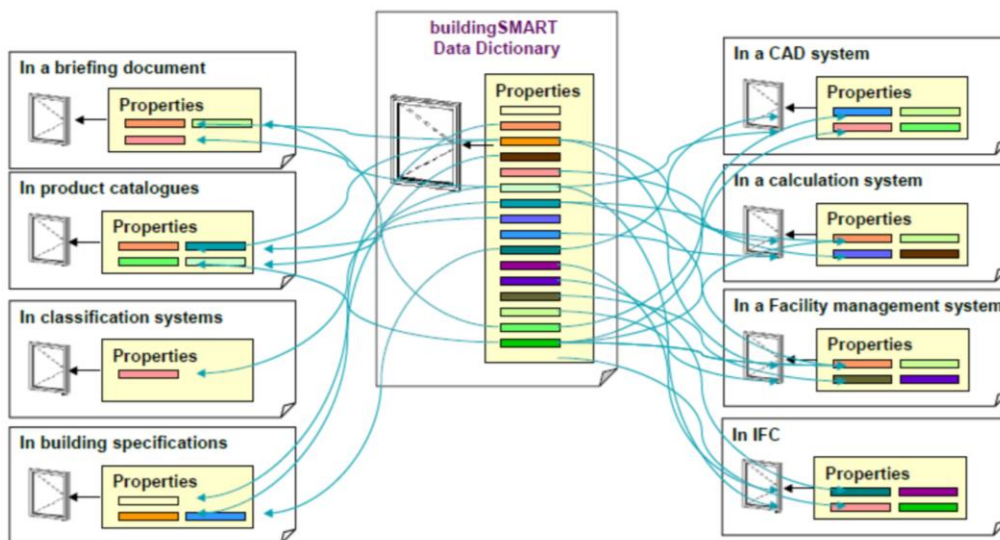 buildingSMART
Data Dictionary
Properties
In a briefing document
Properties
In product catalogues
Properties
In classification systems
Properties
In building specifications
Properties
In a CAD system
Properties
In a calculation system
Properties
In a Facility management system
Properties
In IFC
Properties